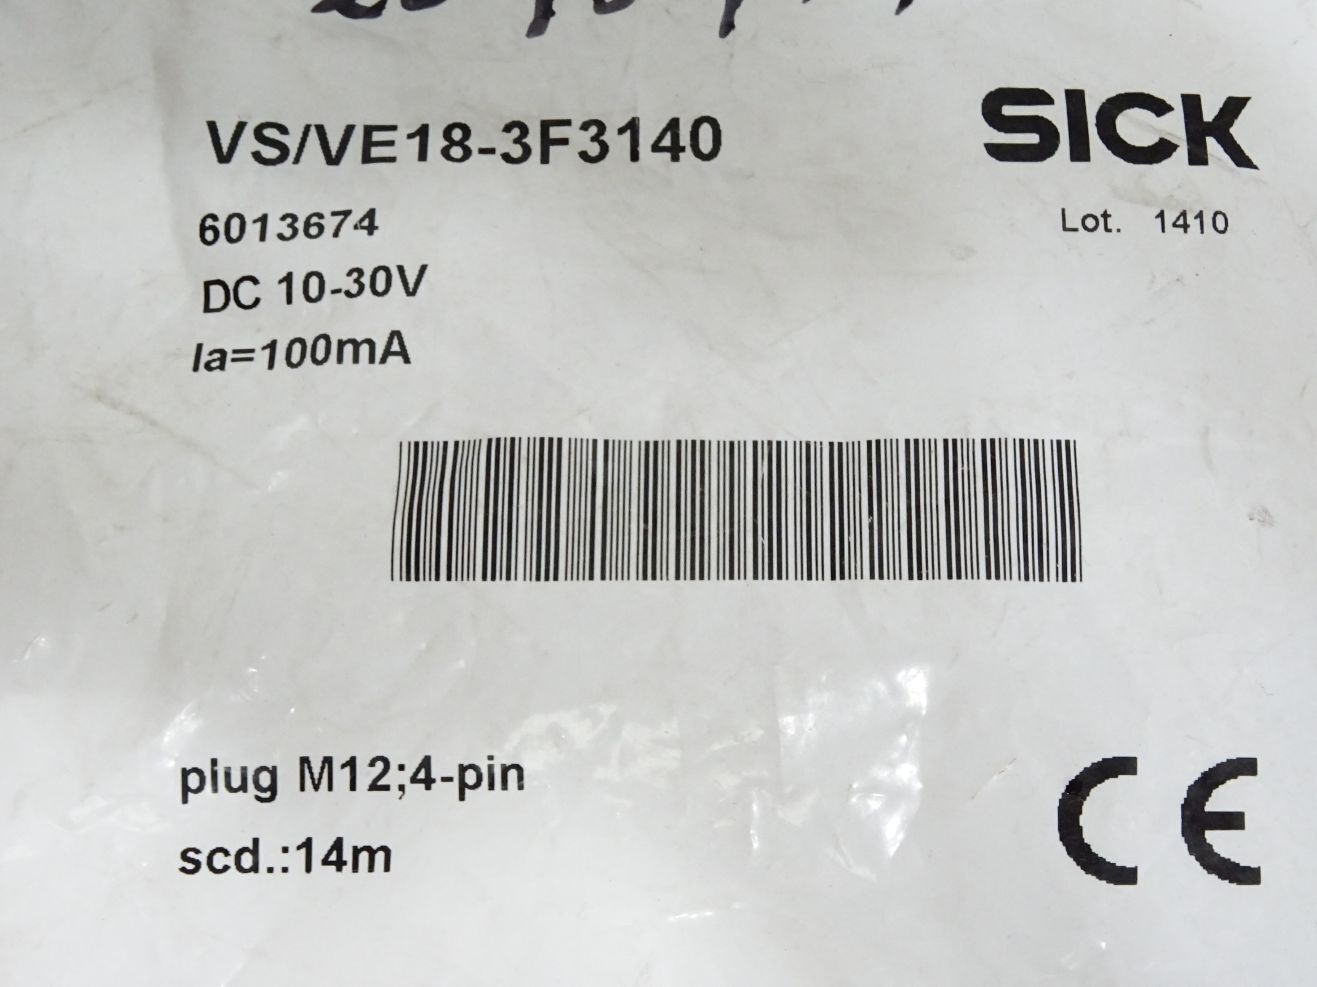 VS/VE18-3F3140
SICK
6013674
Lot. 1410
DC 10-30V
Ia=100mA
plug M12;4-pin
scd.:14m
CE